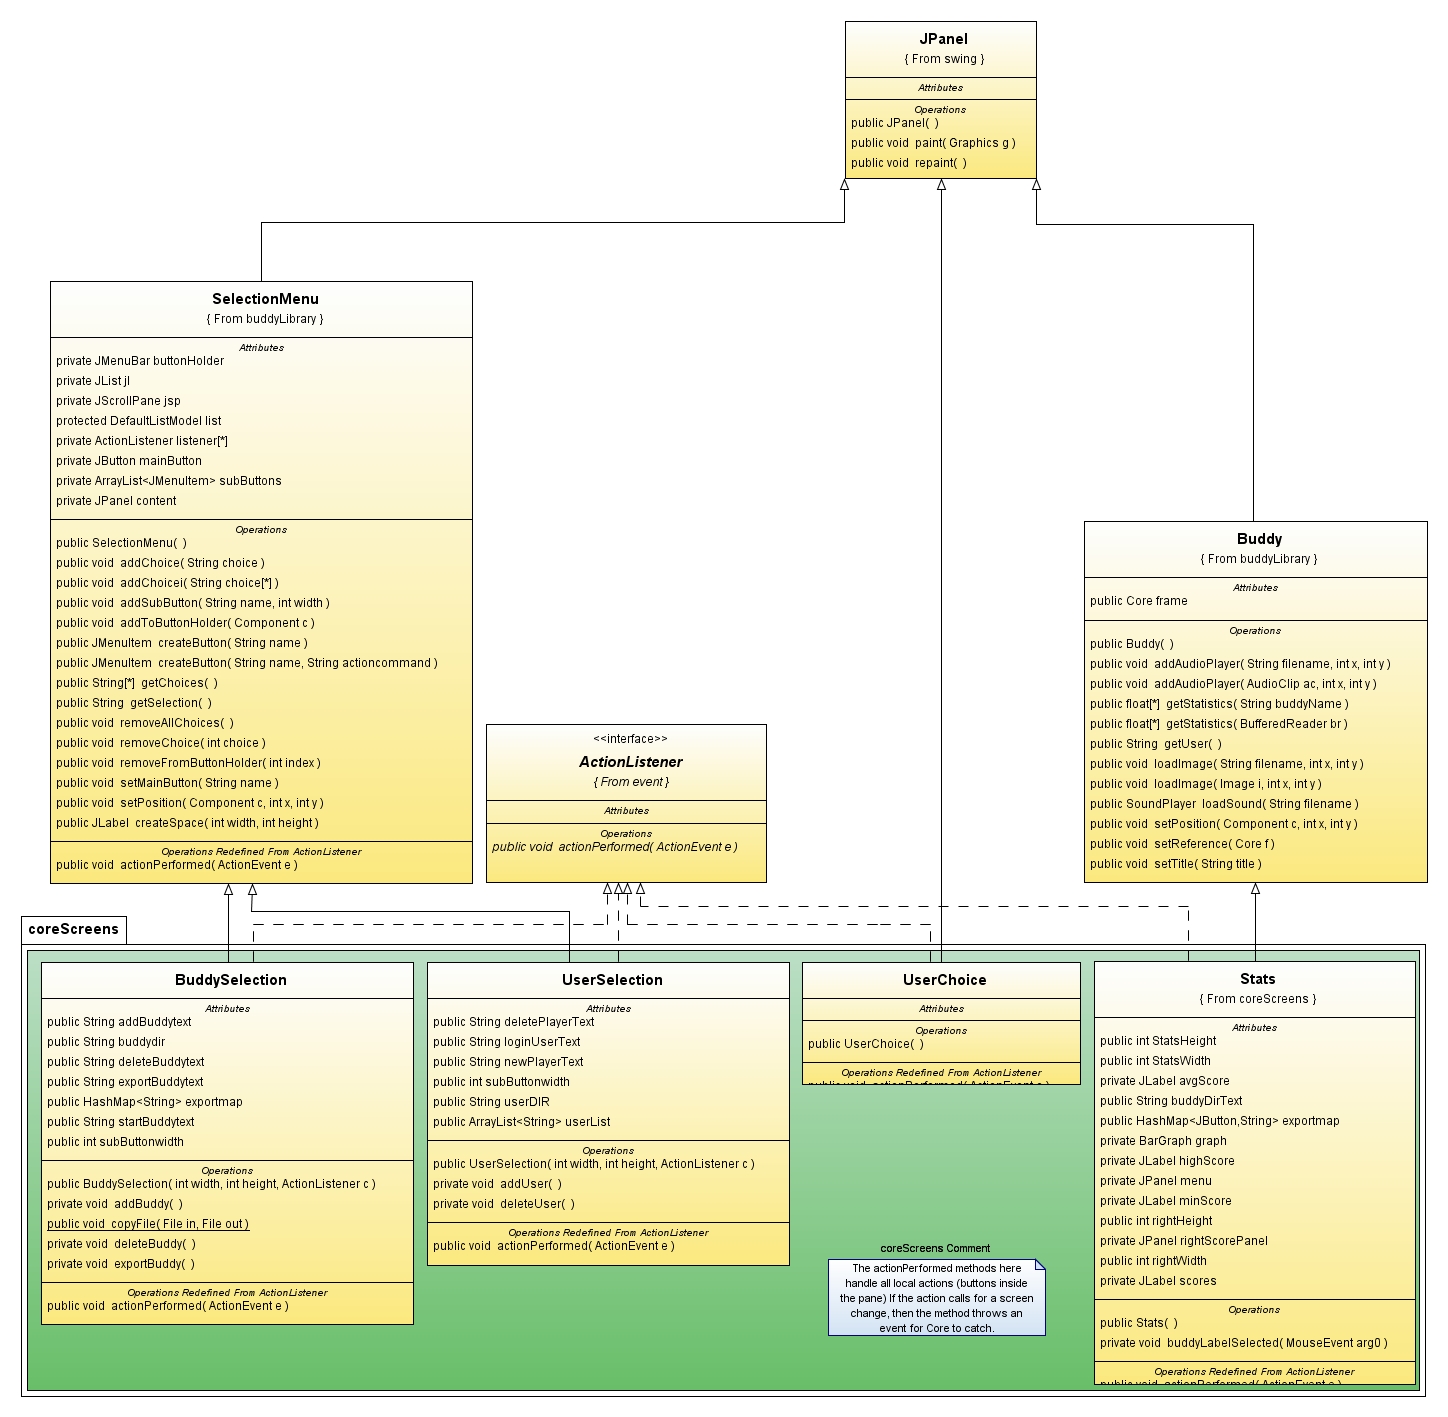 JPanel
{ From swing }
Attributes
Operations
public JPanel(  )
public void  paint( Graphics g )
public void  repaint(  )
SelectionMenu
{ From buddyLibrary }
Attributes
private JMenuBar buttonHolder
private JList jl
private JScrollPane jsp
protected DefaultListModel list
private ActionListener listener[*]
private JButton mainButton
private ArrayList<JMenuItem> subButtons
private JPanel content
Operations
public SelectionMenu(  )
public void  addChoice( String choice )
public void  addChoicei( String choice[*] )
public void  addSubButton( String name, int width )
public void  addToButtonHolder( Component c )
public JMenuItem  createButton( String name )
public JMenuItem  createButton( String name, String actioncommand )
public String[*]  getChoices(  )
public String  getSelection(  )
public void  removeAllChoices(  )
public void  removeChoice( int choice )
public void  removeFromButtonHolder( int index )
public void  setMainButton( String name )
public void  setPosition( Component c, int x, int y )
public JLabel  createSpace( int width, int height )
Operations Redefined From ActionListener
public void  actionPerformed( ActionEvent e )
<<interface>>
ActionListener
{ From event }
Attributes
Operations
public void  actionPerformed( ActionEvent e )
Buddy
{ From buddyLibrary }
Attributes
public Core frame
Operations
public Buddy(  )
public void  addAudioPlayer( String filename, int x, int y )
public void  addAudioPlayer( AudioClip ac, int x, int y )
public float[*]  getStatistics( String buddyName )
public float[*]  getStatistics( BufferedReader br )
public String  getUser(  )
public void  loadImage( String filename, int x, int y )
public void  loadImage( Image i, int x, int y )
public SoundPlayer  loadSound( String filename )
public void  setPosition( Component c, int x, int y )
public void  setReference( Core f )
public void  setTitle( String title )
coreScreens
BuddySelection
Attributes
public String addBuddytext
public String buddydir
public String deleteBuddytext
public String exportBuddytext
public HashMap<String> exportmap
public String startBuddytext
public int subButtonwidth
Operations
public BuddySelection( int width, int height, ActionListener c )
private void  addBuddy(  )
public void  copyFile( File in, File out )
private void  deleteBuddy(  )
private void  exportBuddy(  )
Operations Redefined From ActionListener
public void  actionPerformed( ActionEvent e )
UserSelection
Attributes
public String deletePlayerText
public String loginUserText
public String newPlayerText
public int subButtonwidth
public String userDIR
public ArrayList<String> userList
Operations
public UserSelection( int width, int height, ActionListener c )
private void  addUser(  )
private void  deleteUser(  )
Operations Redefined From ActionListener
public void  actionPerformed( ActionEvent e )
UserChoice
Attributes
Operations
public UserChoice(  )
Operations Redefined From ActionListener
public void  actionPerformed( ActionEvent e )
coreScreens Comment
The actionPerformed methods here
handle all local actions (buttons inside
the pane) If the action calls for a screen
change, then the method throws an
event for Core to catch.
Stats
{ From coreScreens }
Attributes
public int StatsHeight
public int StatsWidth
private JLabel avgScore
public String buddyDirText
public HashMap<JButton,String> exportmap
private BarGraph graph
private JLabel highScore
private JPanel menu
private JLabel minScore
public int rightHeight
private JPanel rightScorePanel
public int rightWidth
private JLabel scores
Operations
public Stats(  )
private void  buddyLabelSelected( MouseEvent arg0 )
Operations Redefined From ActionListener
public void  actionPerformed( ActionEvent e )